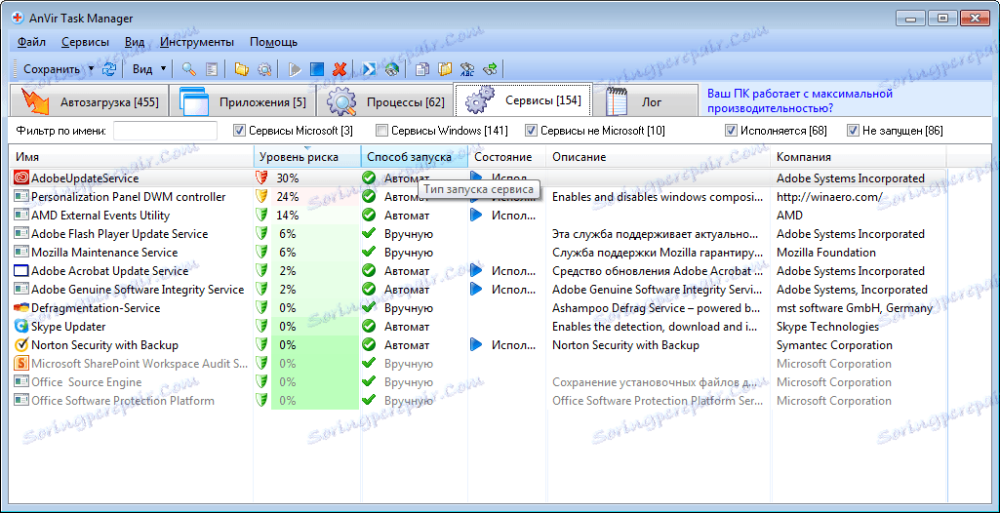 AnVir Task Manager
Файл Сервисы Вид Инструменты Помощь
Сохранить Вид
Автозагрузка [455] Приложения [5] Процессы [62] Сервисы [154] Лог
Ваш ПК работает с максимальной
производительностью?
Фильтр по имени: Сервисы Microsoft [3] Сервисы Windows [141] Сервисы не Microsoft [10] Исполняется [68] Не запущен [86]
Имя Уровень риска Способ запуска Состояние Описание Компания
AdobeUpdateService 30% Автомат Испол... Adobe Systems Incorporated
Тип запуска сервиса
Personalization Panel DWM controller 24% Автомат Испол... Enables and disables windows composi... http://winaero.com/
AMD External Events Utility 14% Автомат Испол... AMD
Adobe Flash Player Update Service 6% Вручную Эта служба поддерживает актуально... Adobe Systems Incorporated
Mozilla Maintenance Service 6% Вручную Служба поддержки Mozilla гарантиру... Mozilla Foundation
Adobe Acrobat Update Service 2% Автомат Испол... Средство обновления Adobe Acrobat ... Adobe Systems Incorporated
Adobe Genuine Software Integrity Service 2% Автомат Испол... Adobe Genuine Software Integrity Servi... Adobe Systems, Incorporated
Defragmentation-Service 0% Вручную Ashampoo Defrag Service – powered b... mst software GmbH, Germany
Skype Updater 0% Автомат Enables the detection, download and i... Skype Technologies
Norton Security with Backup 0% Автомат Испол... Norton Security with Backup Symantec Corporation
Microsoft SharePoint Workspace Audit S... 0% Вручную Microsoft Corporation
Office Source Engine 0% Вручную Сохранение установочных файлов д... Microsoft Corporation
Office Software Protection Platform 0% Вручную Office Software Protection Platform Ser... Microsoft Corporation
Soringpcrepair.Com